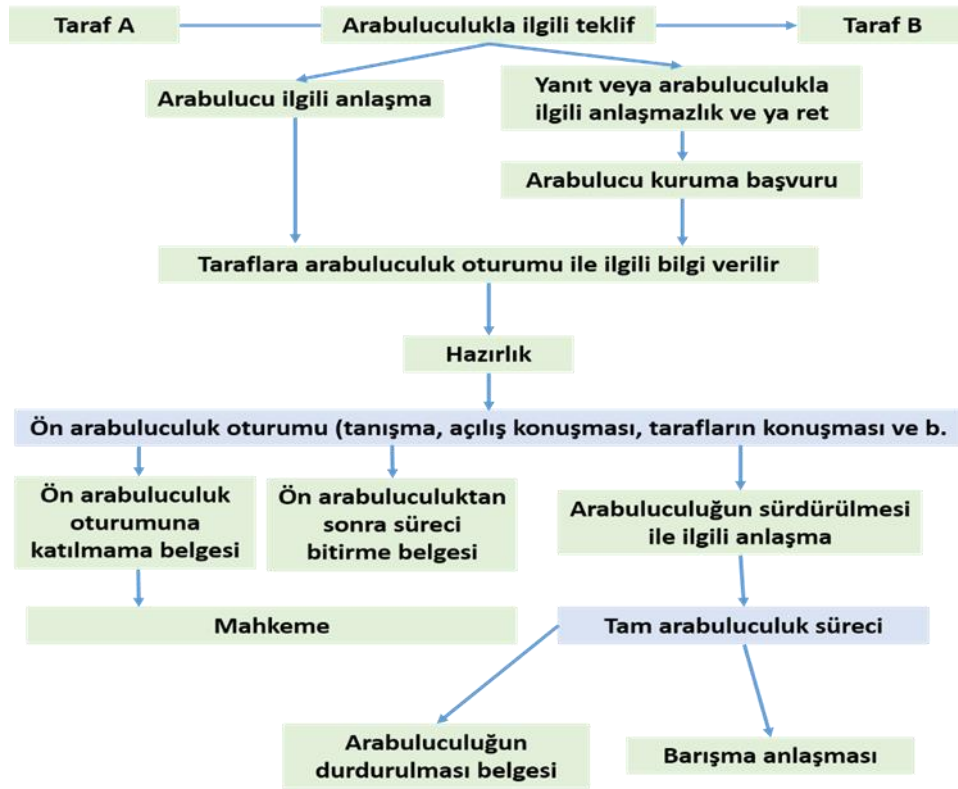 Taraf A
Arabuluculukla ilgili teklif
Taraf B
Arabulucu ilgili anlaşma
Yanıt veya arabuluculukla
ilgili anlaşmazlık ve ya ret
Arabulucu kuruma başvuru
Taraflara arabuluculuk oturumu ile ilgili bilgi verilir
Hazırlık
Ön arabuluculuk oturumu (tanışma, açılış konuşması, tarafların konuşması ve b.
Ön arabuluculuk
oturumuna
katılmama belgesi
Ön arabuluculuktan
sonra süreci
bitirme belgesi
Arabuluculuğun sürdürülmesi
ile ilgili anlaşma
Mahkeme
Tam arabuluculuk süreci
Arabuluculuğun
durdurulması belgesi
Barışma anlaşması